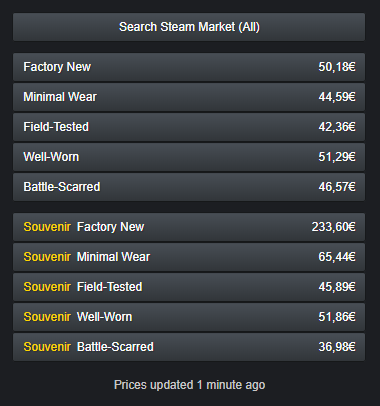 Search Steam Market (All)
Factory New 50,18€
Minimal Wear 44,59€
Field-Tested 42,36€
Well-Worn 51,29€
Battle-Scarred 46,57€
Souvenir Factory New 233,60€
Souvenir Minimal Wear 65,44€
Souvenir Field-Tested 45,89€
Souvenir Well-Worn 51,86€
Souvenir Battle-Scarred 36,98€
Prices updated 1 minute ago